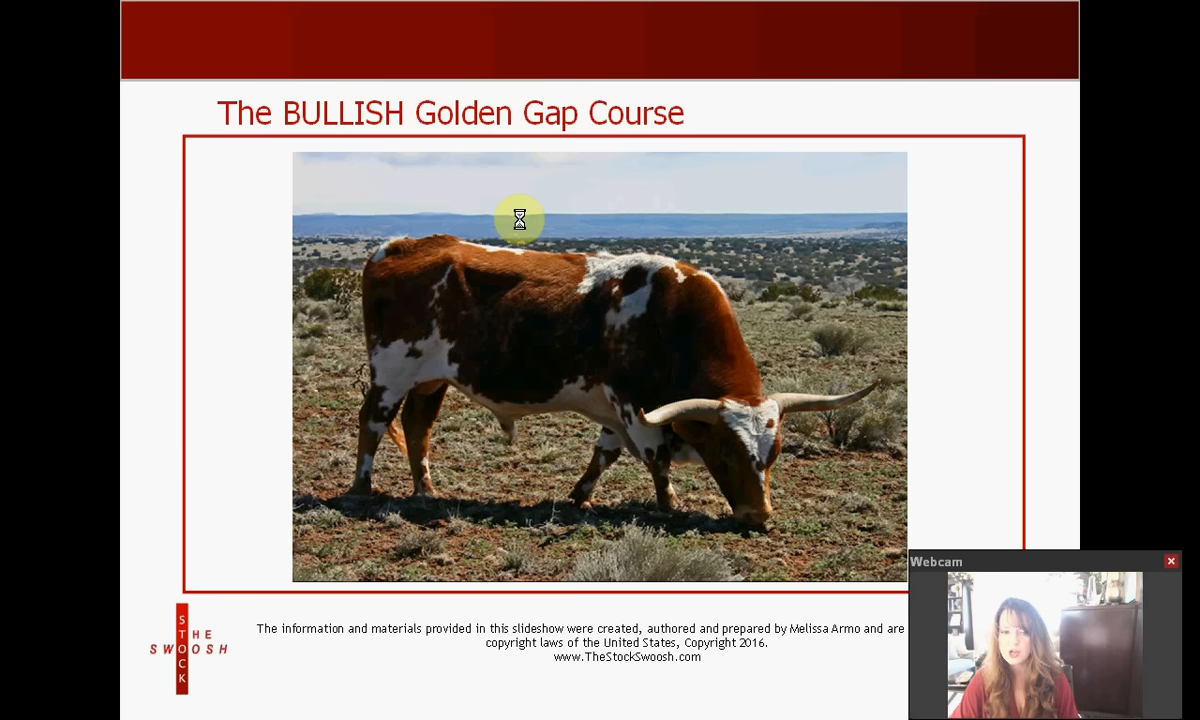 The BULLISH Golden Gap Course
STOCK
THE
SWOOSH
The information and materials provided in this slideshow were created, authored and prepared by Melissa Armo and are
copyright laws of the United States, Copyright 2016.
www.TheStockSwoosh.com
Webcam